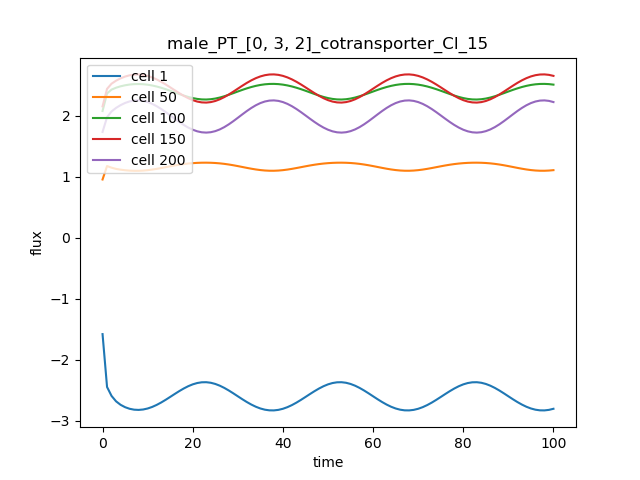 male_PT_[0, 3, 2]_cotransporter_Cl_15
cell 1
cell 50
cell 100
cell 150
cell 200
flux
2
1
0
−1
−2
−3
0 20 40 60 80 100
time